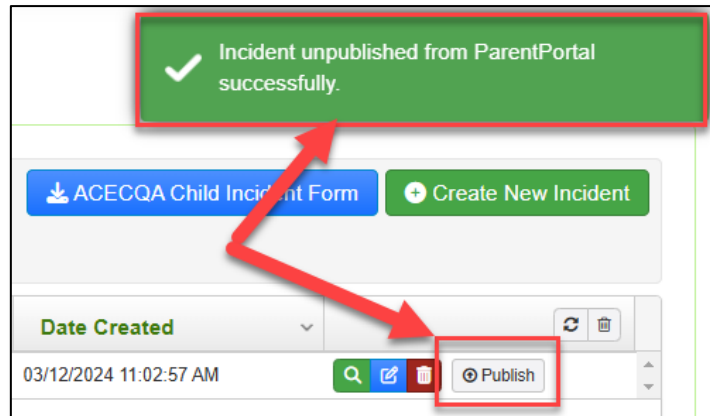 Incident unpublished from ParentPortal
successfully.
ACECQA Child Incident Form
Create New Incident
Date Created
03/12/2024 11:02:57 AM
Publish